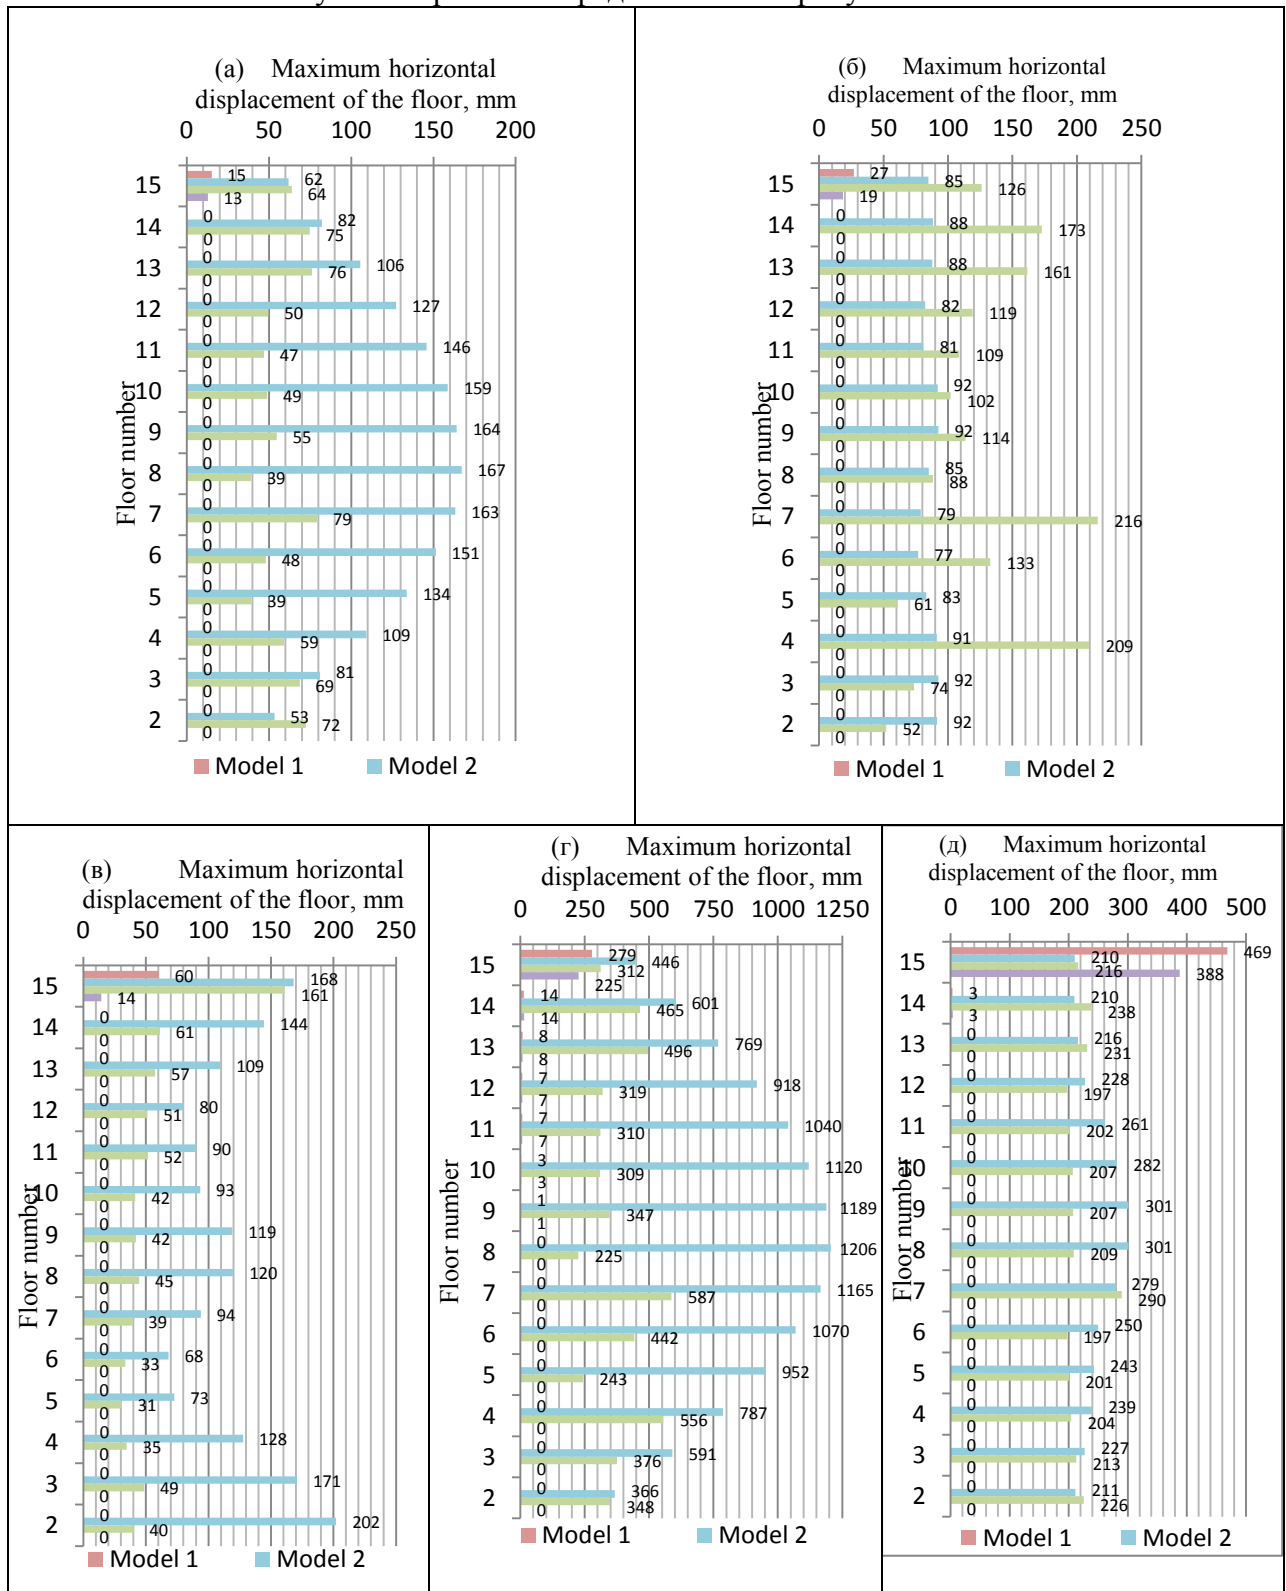 (а) Maximum horizontal
displacement of the floor, mm
0 50 100 150 200
Floor number
15 15 62 64 13
14 0 82 75 0
13 0 106 76 0
12 0 127 50 0
11 0 146 47 0
10 0 159 49 0
9 0 164 55 0
8 0 167 39 0
7 0 163 79 0
6 0 151 48 0
5 0 134 39 0
4 0 109 59 0
3 0 81 69 0
2 0 53 72 0
Model 1 Model 2
(б) Maximum horizontal
displacement of the floor, mm
0 50 100 150 200 250
Floor number
15 27 85 126 19
14 0 88 173 0
13 0 88 161 0
12 0 82 119 0
11 0 81 109 0
10 0 92 102 0
9 0 92 114 0
8 0 85 88 0
7 0 79 216 0
6 0 77 133 0
5 0 83 61 0
4 0 91 209 0
3 0 92 74 0
2 0 92 52 0
Model 1 Model 2
(в) Maximum horizontal
displacement of the floor, mm
0 50 100 150 200 250
Floor number
15 60 168 161 14
14 0 144 61 0
13 0 109 57 0
12 0 80 51 0
11 0 90 52 0
10 0 93 42 0
9 0 119 42 0
8 0 120 45 0
7 0 94 39 0
6 0 68 33 0
5 0 73 31 0
4 0 128 35 0
3 0 171 49 0
2 0 202 40 0
Model 1 Model 2
(г) Maximum horizontal
displacement of the floor, mm
0 250 500 750 1000 1250
Floor number
15 279 446 312 225
14 14 601 465 14
13 8 769 496 8
12 7 918 319 7
11 7 1040 310 7
10 3 1120 309 3
9 1 1189 347 1
8 0 1206 225 0
7 0 1165 587 0
6 0 1070 442 0
5 0 952 243 0
4 0 787 556 0
3 0 591 376 0
2 0 366 348 0
Model 1 Model 2
(д) Maximum horizontal
displacement of the floor, mm
0 100 200 300 400 500
Floor number
15 469 210 216 388
14 3 210 238 3
13 0 216 231 0
12 0 228 197 0
11 0 261 202 0
10 0 282 207 0
9 0 301 207 0
8 0 301 209 0
7 0 279 290 0
6 0 250 197 0
5 0 243 201 0
4 0 239 204 0
3 0 227 213 0
2 0 211 226 0
Model 1 Model 2